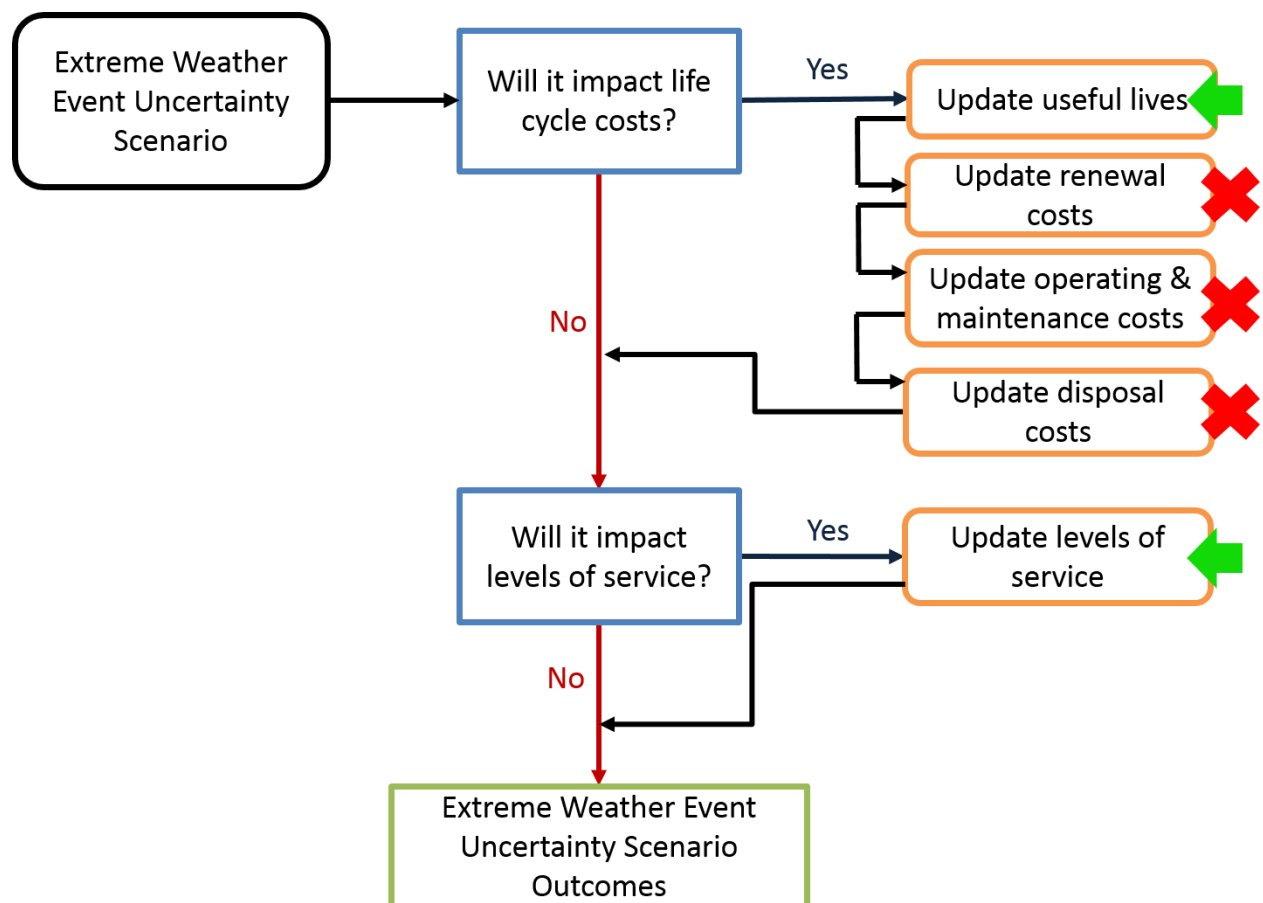 Extreme Weather
Event Uncertainty
Scenario
Will it impact life
cycle costs?
Yes
Update useful lives
Update renewal
costs
Update operating &
maintenance costs
No
Update disposal
costs
Will it impact
levels of service?
Yes
Update levels of
service
No
Extreme Weather Event
Uncertainty Scenario
Outcomes